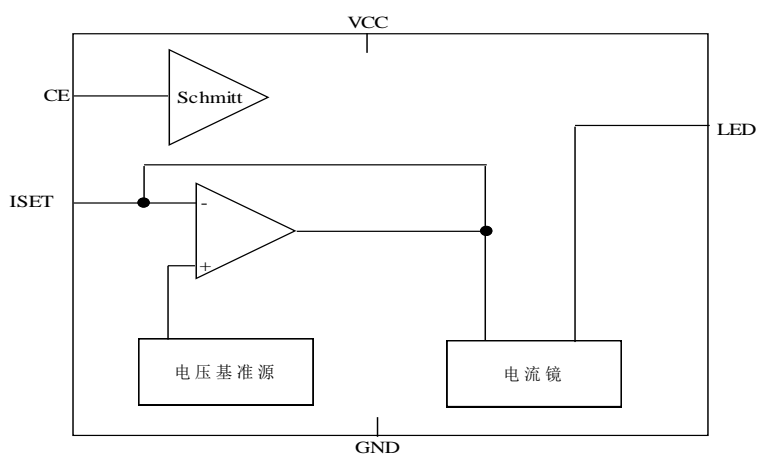 VCC
CE
Schmitt
LED
ISET
-
+
电压基准源
电流镜
GND